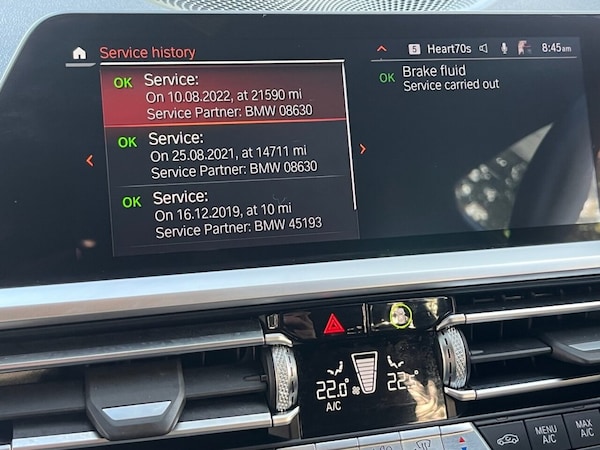 Service history
5 Heart70s 8:45am
OK Service:
On 10.08.2022, at 21590 mi
Service Partner: BMW 08630
OK Service:
On 25.08.2021, at 14711 mi
Service Partner: BMW 08630
OK Service:
On 16.12.2019, at 10 mi
Service Partner: BMW 45193
OK Brake fluid
Service carried out
22.0°
A/C
MENU
A/C
MAX
A/C